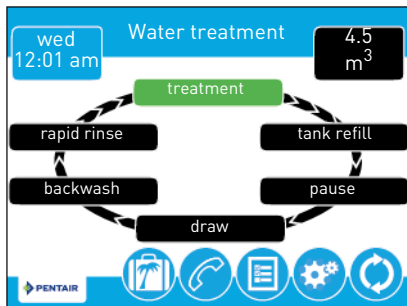 wed
12:01 am
Water treatment
4.5
m³
treatment
rapid rinse
tank refill
backwash
pause
draw
PENTAIR